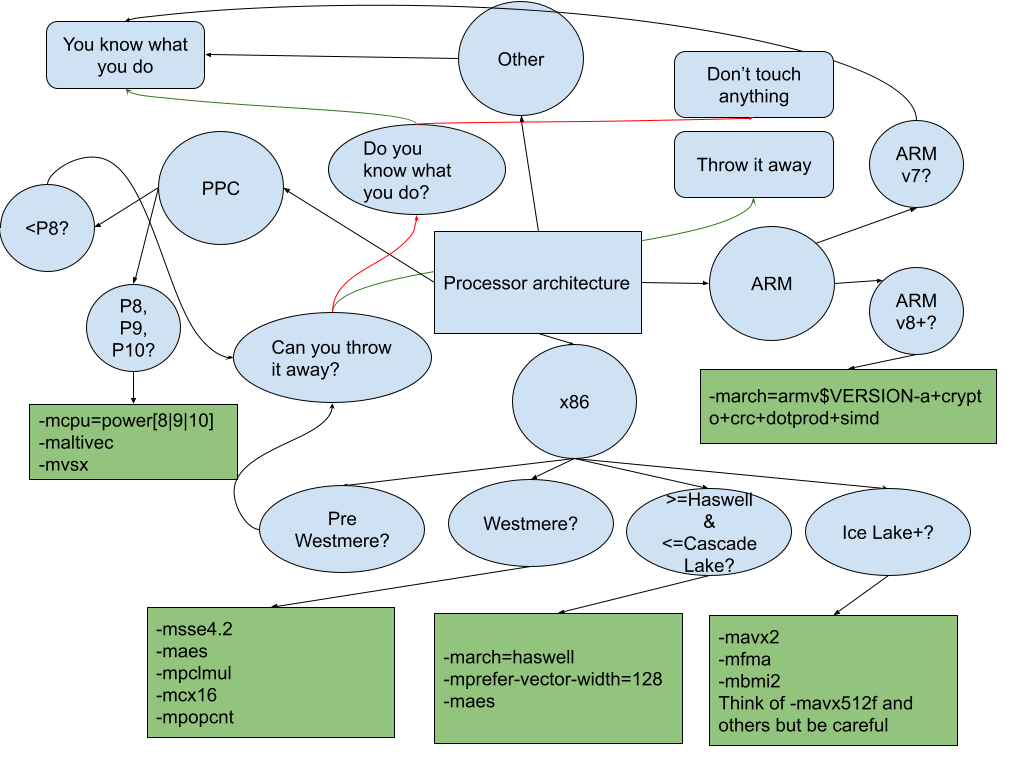 You know what
you do
Other
Don't touch
anything
Do you
know what
you do?
Throw it away
ARM
v7?
PPC
<P8?
Processor architecture
ARM
ARM
v8+?
P8,
P9,
P10?
Can you throw
it away?
x86
-march=armv$VERSION-a+crypt
o+crc+dotprod+simd
-mcpu=power[8|9|10]
-maltivec
-mvsx
Pre
Westmere?
Westmere?
>=Haswell
&
<=Cascade
Lake?
Ice Lake+?
-msse4.2
-maes
-mpclmul
-mcx16
-mpopcnt
-march=haswell
-mprefer-vector-width=128
-maes
-mavx2
-mfma
-mbmi2
Think of -mavx512f and
others but be careful